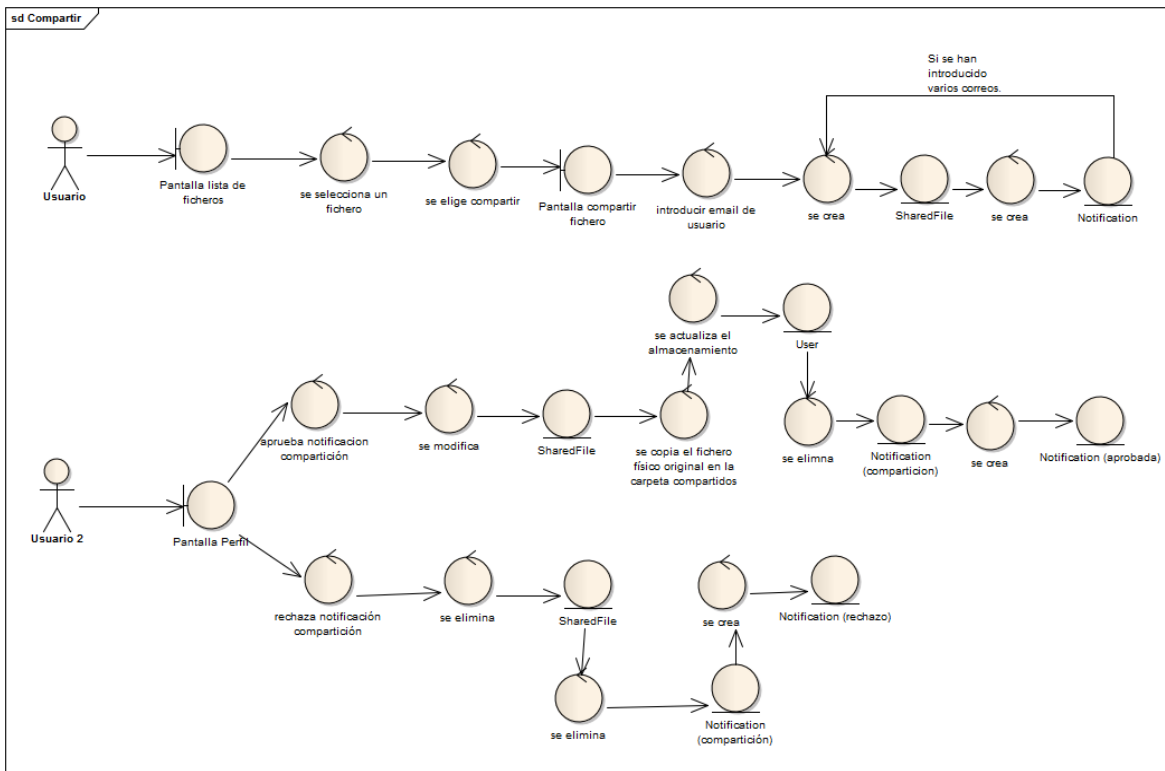 sd Compartir
Si se han
introducido
varios correos.
Usuario
Pantalla lista de
ficheros
se selecciona un
fichero
se elige compartir
Pantalla compartir
fichero
introducir email de
usuario
se crea
SharedFile
se crea
Notification
se actualiza el
almacenamiento
User
aprueba notificacion
compartición
se modifica
SharedFile
se copia el fichero
físico original en la
carpeta compartidos
se elimna
Notification
(comparticion)
se crea
Notification (aprobada)
Usuario 2
Pantalla Perfil
rechaza notificación
compartición
se elimina
SharedFile
se crea
Notification (rechazo)
se elimina
Notification
(compartición)